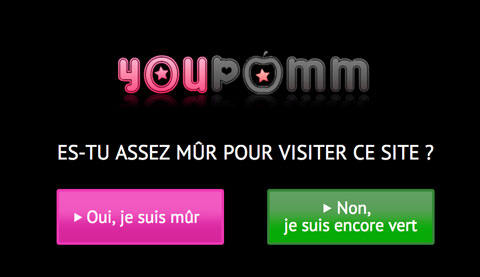 youpomm
ES-TU ASSEZ MÛR POUR VISITER CE SITE ?
Oui, je suis mûr
Non,
je suis encore vert